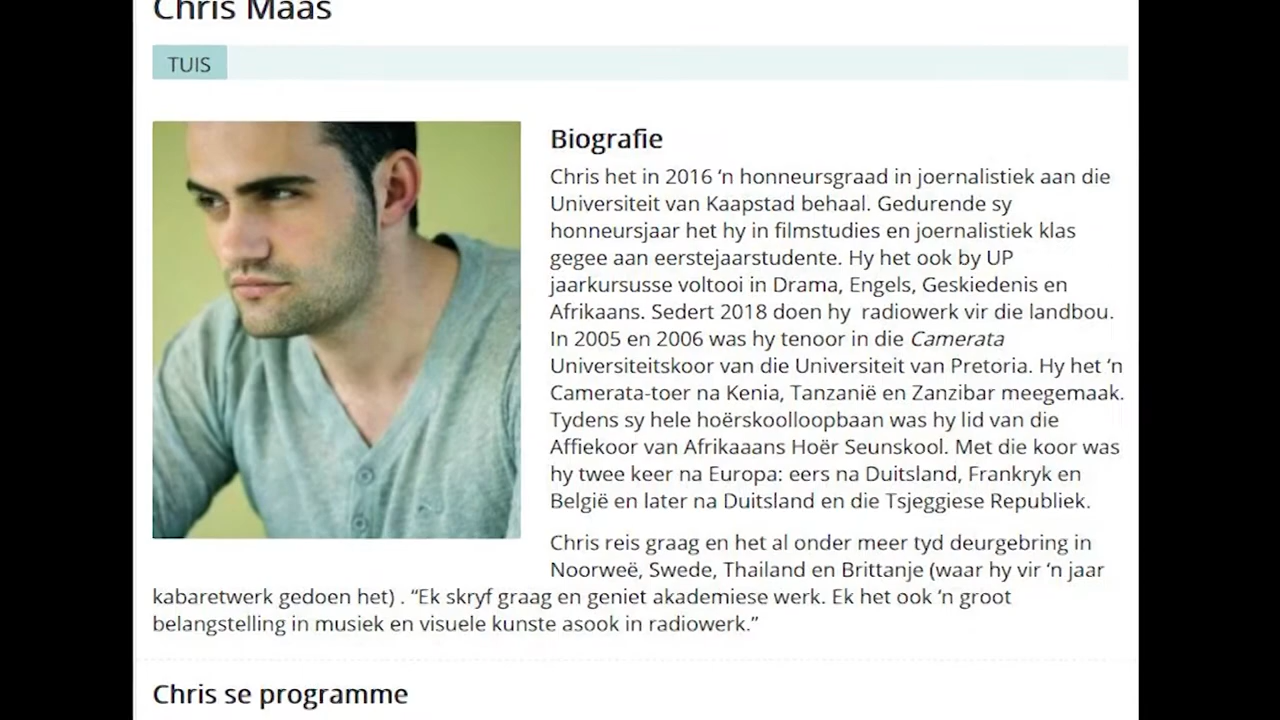 Chris Maas
TUIS
Biografie
Chris het in 2016 ‘n honneursgraad in joernalistiek aan die
Universiteit van Kaapstad behaal. Gedurende sy
honneursjaar het hy in filmstudies en joernalistiek klas
gegee aan eerstejaarstudente. Hy het ook by UP
jaarkursusse voltooi in Drama, Engels, Geskiedenis en
Afrikaans. Sedert 2018 doen hy  radiowerk vir die landbou.
In 2005 en 2006 was hy tenoor in die Camerata
Universiteitskoor van die Universiteit van Pretoria. Hy het ‘n
Camerata-toer na Kenia, Tanzanië en Zanzibar meegemaak.
Tydens sy hele hoërskoolloopbaan was hy lid van die
Affiekoor van Afrikaaans Hoër Seunskool. Met die koor was
hy twee keer na Europa: eers na Duitsland, Frankryk en
België en later na Duitsland en die Tsjeggiese Republiek.
Chris reis graag en het al onder meer tyd deurgebring in
Noorweë, Swede, Thailand en Brittanje (waar hy vir ‘n jaar
kabaretwerk gedoen het) . “Ek skryf graag en geniet akademiese werk. Ek het ook ‘n groot
belangstelling in musiek en visuele kunste asook in radiowerk.”
Chris se programme